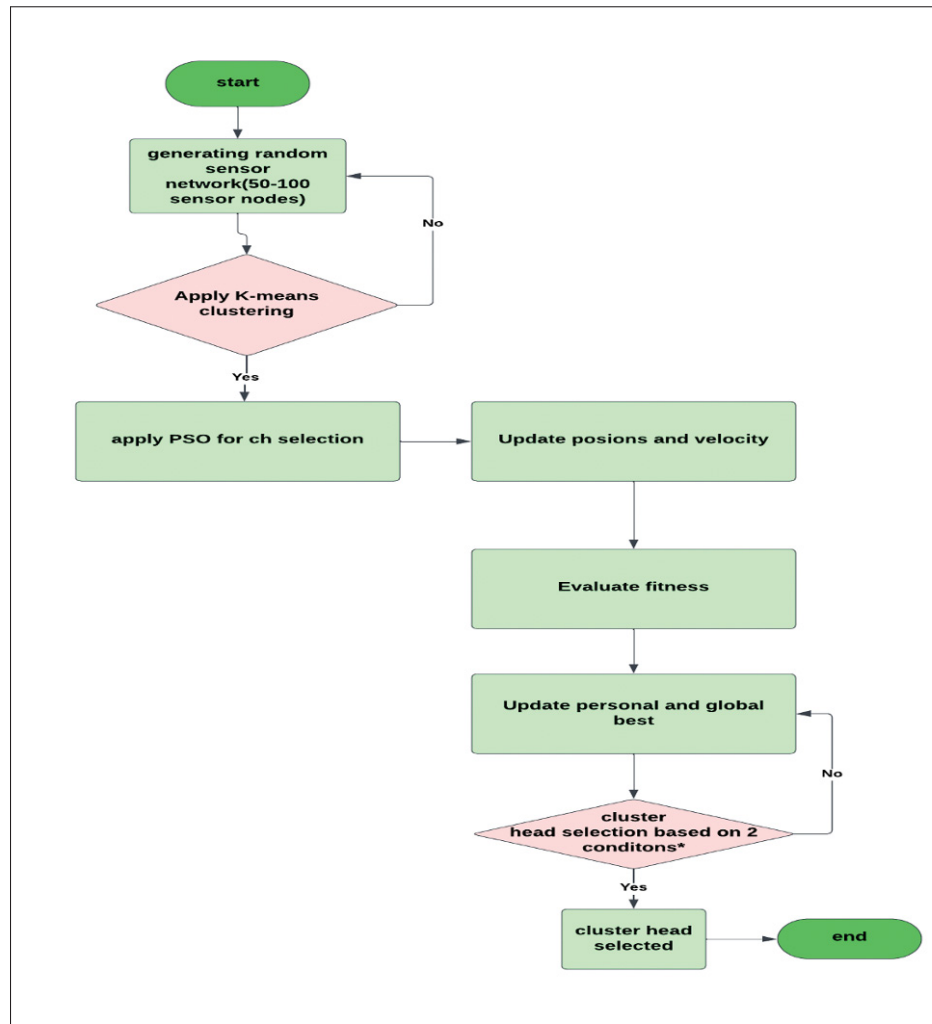 start
generating random
sensor
network(50-100
sensor nodes)
No
Apply K-means
clustering
Yes
apply PSO for ch selection
Update posions and velocity
Evaluate fitness
Update personal and global
best
No
cluster
head selection based on 2
conditons*
Yes
cluster head
selected
end